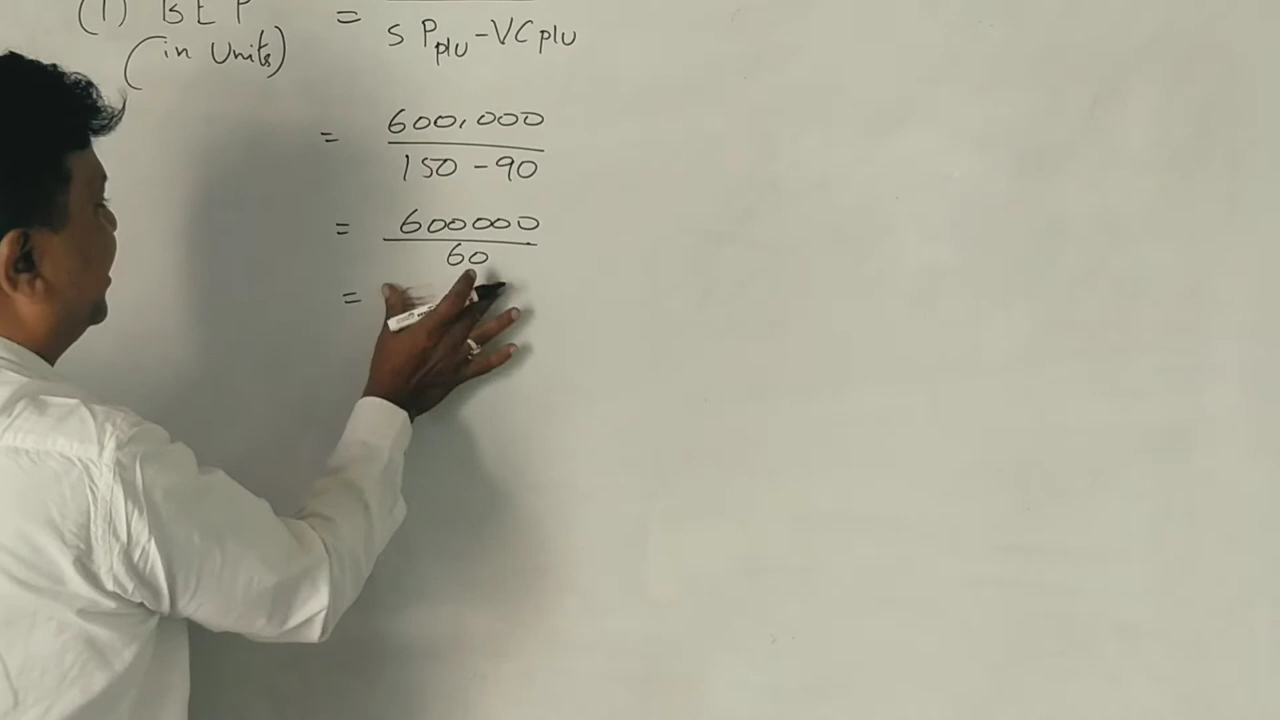 (1) BEP =
(in Units) SP plu - VC plu
= 600,000
150 - 90
= 600000
60
=